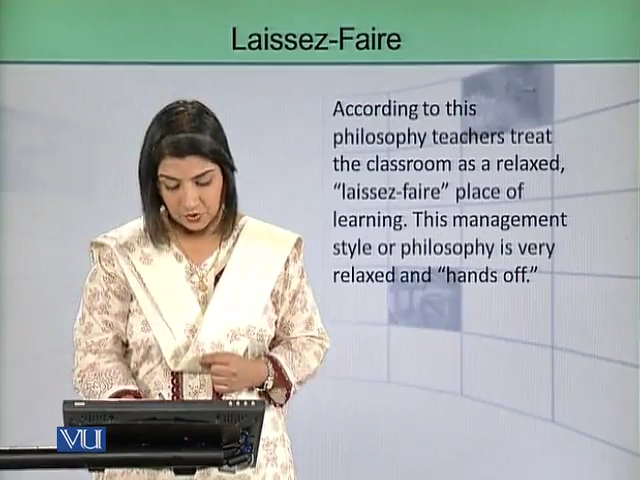 Laissez-Faire
According to this
philosophy teachers treat
the classroom as a relaxed,
“laissez-faire” place of
learning. This management
style or philosophy is very
relaxed and “hands off.”
VU